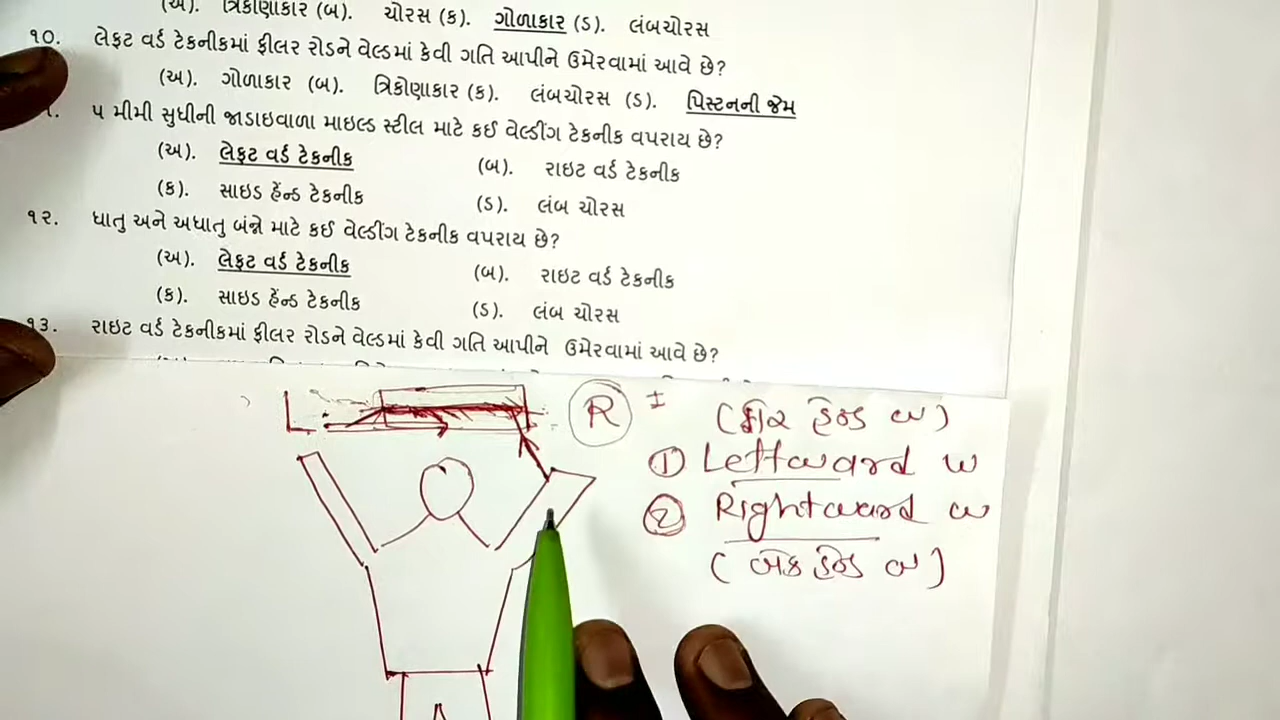 (અ). ત્રિકોણાકાર (બ). ચોરસ (ક). ગોળાકાર (ડ). લંબચોરસ
૧૦. લેફટ વર્ડ ટેકનીકમાં ફીલર રોડને વેલ્ડમાં કેવી ગતિ આપીને ઉમેરવામાં આવે છે?
(અ). ગોળાકાર (બ). ત્રિકોણાકાર (ક). લંબચોરસ (ડ). પિસ્ટનની જેમ
૫ મીમી સુધીની જાડાઇવાળા માઇલ્ડ સ્ટીલ માટે કઈ વેલ્ડીંગ ટેકનીક વપરાય છે?
(અ). લેફટ વર્ડ ટેકનીક (બ). રાઇટ વર્ડ ટેકનીક
(ક). સાઇડ હેંન્ડ ટેકનીક (ડ). લંબ ચોરસ
૧૨. ધાતુ અને અધાતુ બંન્ને માટે કઈ વેલ્ડીંગ ટેકનીક વપરાય છે?
(અ). લેફટ વર્ડ ટેકનીક (બ). રાઇટ વર્ડ ટેકનીક
(ક). સાઇડ હેંન્ડ ટેકનીક (ડ). લંબ ચોરસ
૧૩. રાઇટ વર્ડ ટેકનીકમાં ફીલર રોડને વેલ્ડમાં કેવી ગતિ આપીને ઉમેરવામાં આવે છે?
L R (ફોર હેન્ડ w)
① Leftward w
② Rightward w
(બેક હેન્ડ w)